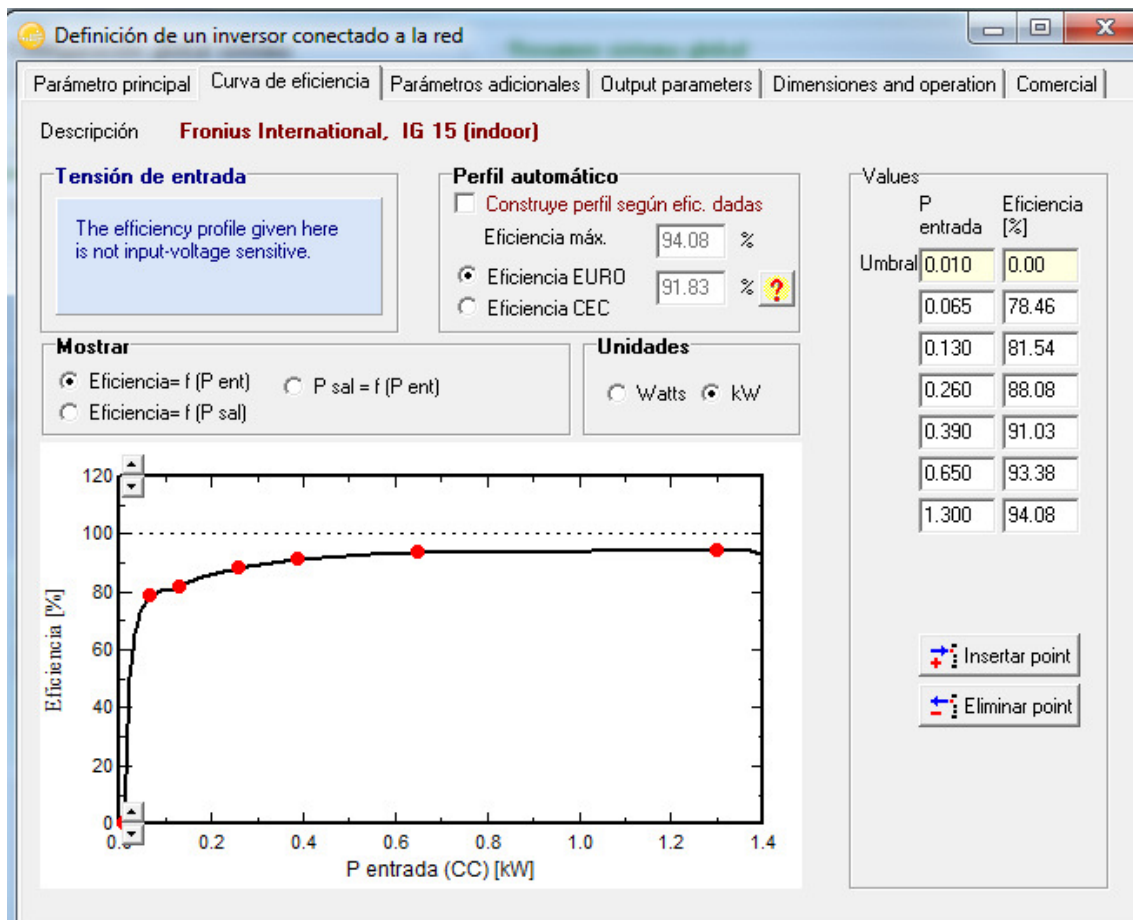 Definición de un inversor conectado a la red
Parámetro principal Curva de eficiencia Parámetros adicionales Output parameters Dimensiones and operation Comercial
Descripción Fronius International, IG 15 (indoor)
Tensión de entrada
The efficiency profile given here
is not input-voltage sensitive.
Perfil automático
Construye perfil según efic. dadas
Eficiencia máx. 94.08 %
Eficiencia EURO 91.83 % ?
Eficiencia CEC
Mostrar
Eficiencia= f (P ent) P sal = f (P ent)
Eficiencia= f (P sal)
Unidades
Watts kW
Values
P Eficiencia
entrada [%]
Umbral 0.010 0.00
0.065 78.46
0.130 81.54
0.260 88.08
0.390 91.03
0.650 93.38
1.300 94.08
Insertar point
Eliminar point
120
100
80
60
40
20
0
Eficiencia [%]
0.2 0.4 0.6 0.8 1.0 1.2 1.4
P entrada (CC) [kW]